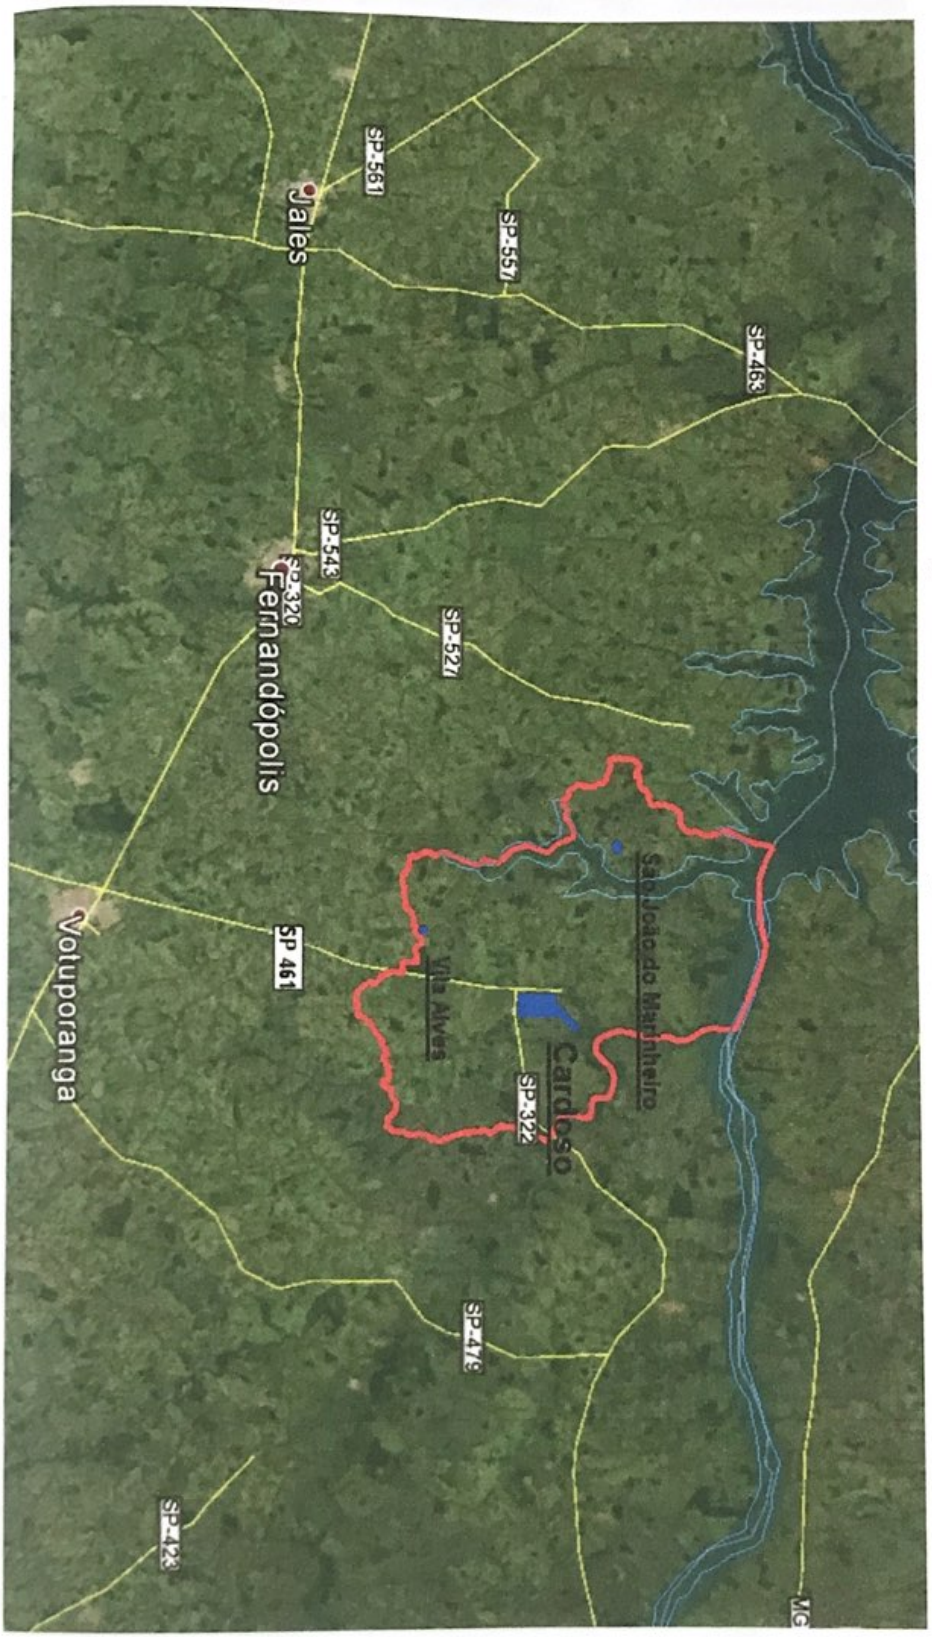 MG
SP-463
São João do Marinheiro
Cardoso
SP-322
SP-557
SP-479
SP-527
Vila Alves
SP-561
SP-543
Jales
SP-320
SP 461
Fernandópolis
SP-423
Votuporanga